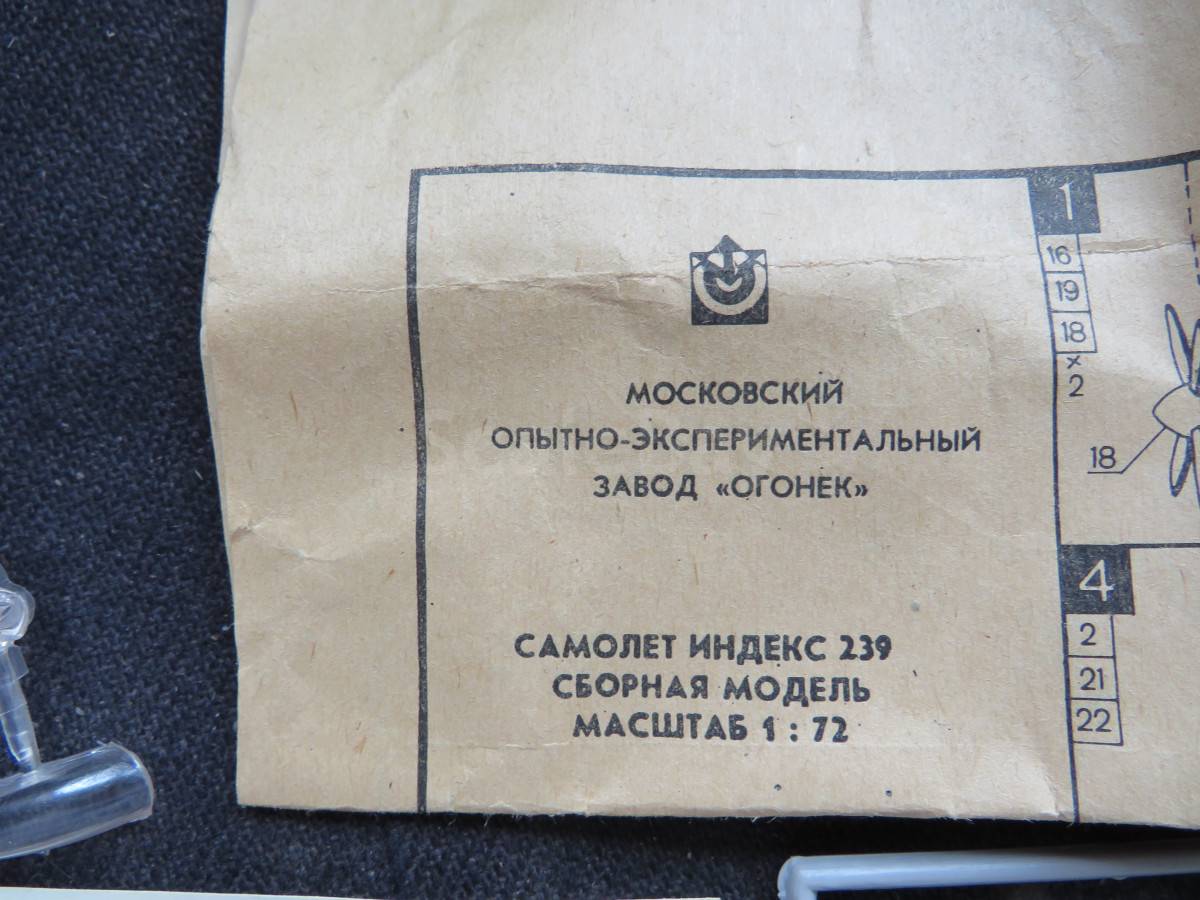 МОСКОВСКИЙ
ОПЫТНО-ЭКСПЕРИМЕНТАЛЬНЫЙ
ЗАВОД «ОГОНЕК»
САМОЛЕТ ИНДЕКС 239
СБОРНАЯ МОДЕЛЬ
МАСШТАБ 1 : 72
1
16
19
18
×
2
18
4
2
21
22